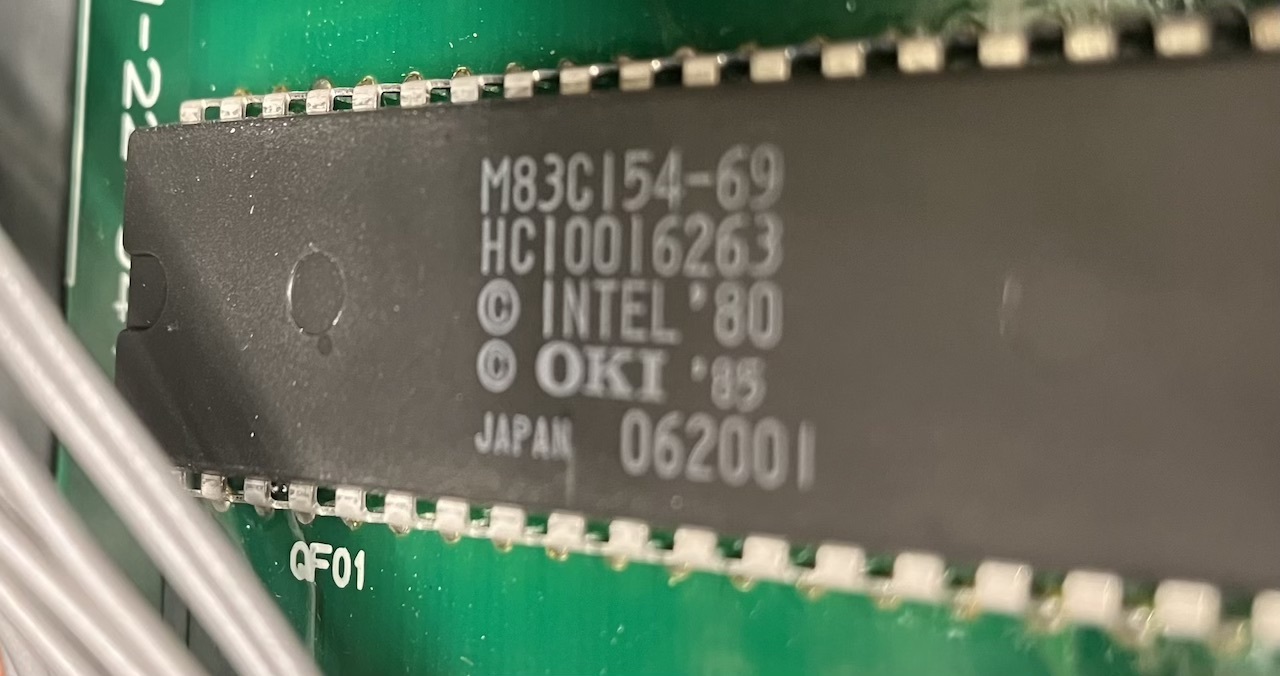 M83C154-69
HC10016263
© INTEL '80
© OKI '85
JAPAN 062001
QF01